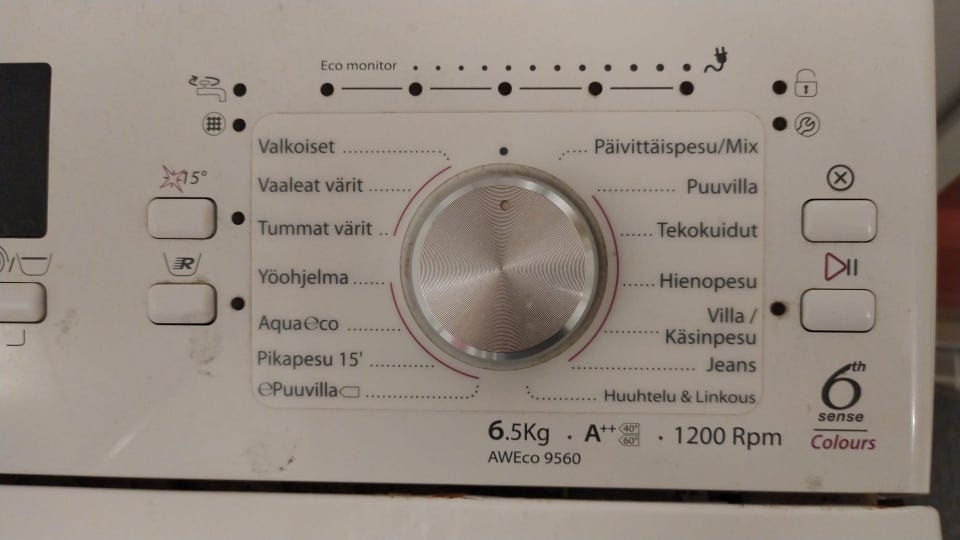 Eco monitor
15°
Valkoiset
Vaaleat värit
Tummat värit
Yöohjelma
Aquaeco
Pikapesu 15'
ePuuvilla
Päivittäispesu/Mix
Puuvilla
Tekokuidut
Hienopesu
Villa /
Käsinpesu
Jeans
Huuhtelu & Linkous
6.5Kg . A++ 40° 60° . 1200 Rpm
AWEco 9560
6th
sense
Colours